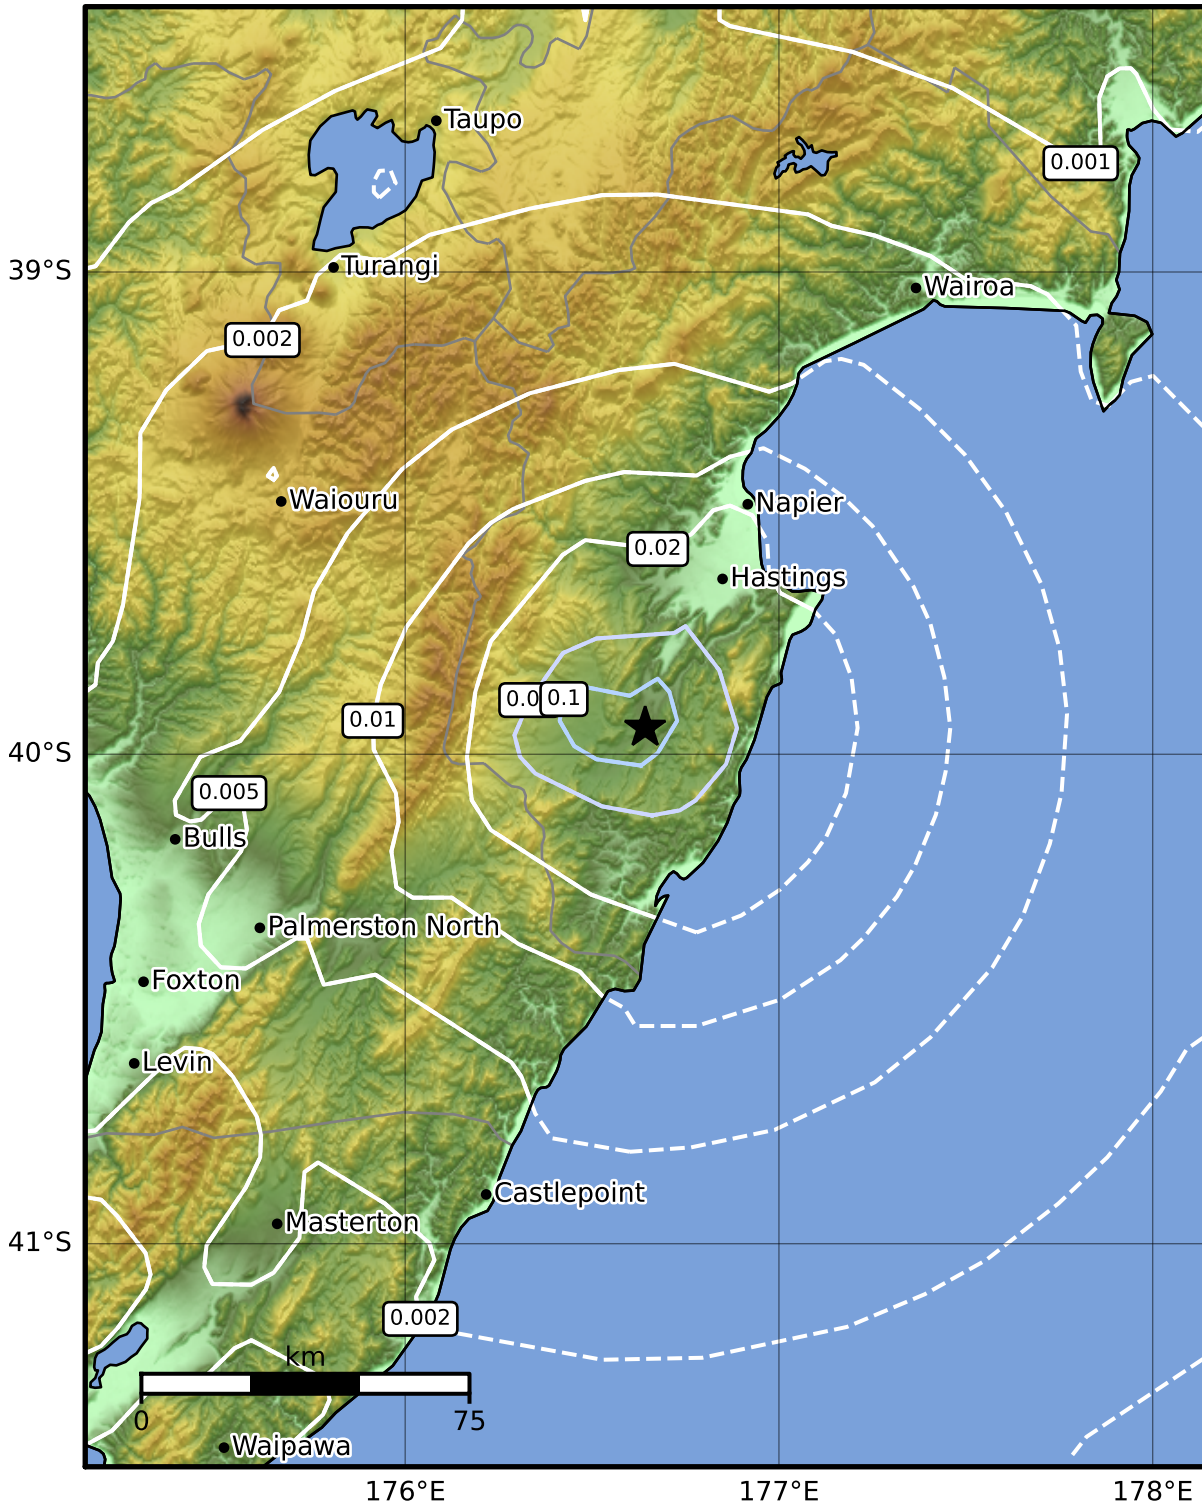 Taupo
0.001
39°S
Turangi
Wairoa
0.002
Waiouru
Napier
0.02
Hastings
0.0
0.1
0.01
40°S
0.005
Bulls
Palmerston North
Foxton
Levin
Castlepoint
Masterton
41°S
0.002
km
0
75
Waipawa
176°E
177°E
178°E